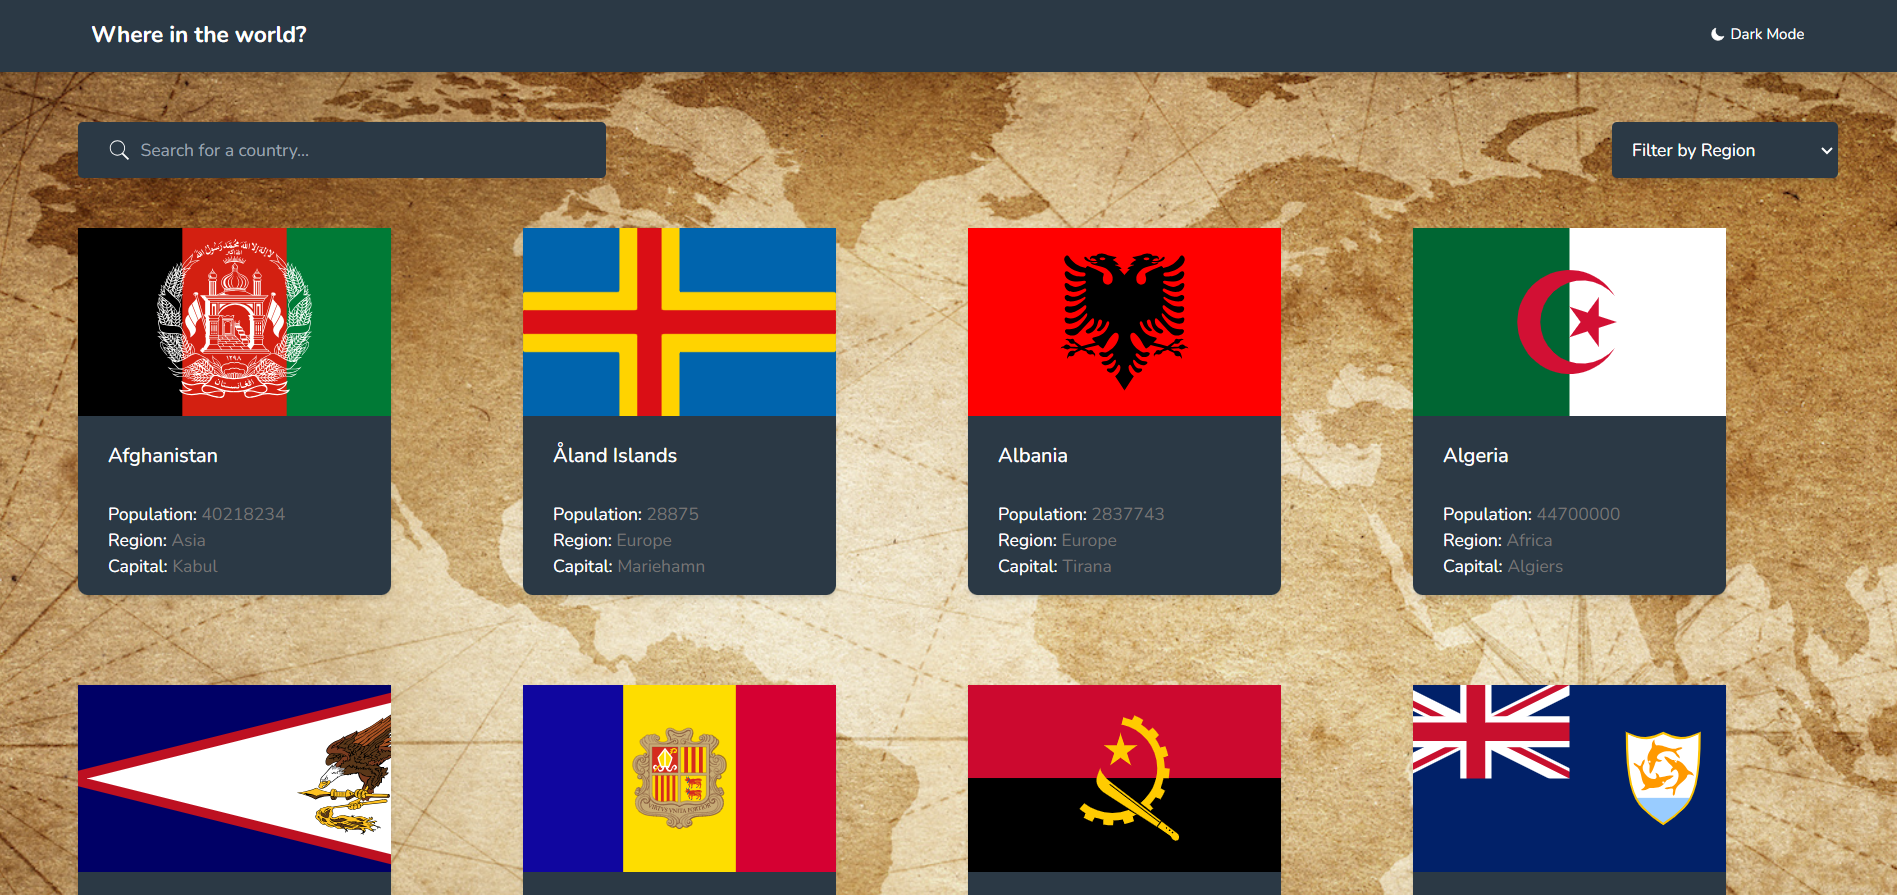 Where in the world?
Dark Mode
Search for a country...
Filter by Region
Afghanistan
Population: 40218234
Region: Asia
Capital: Kabul
Åland Islands
Population: 28875
Region: Europe
Capital: Mariehamn
Albania
Population: 2837743
Region: Europe
Capital: Tirana
Algeria
Population: 44700000
Region: Africa
Capital: Algiers